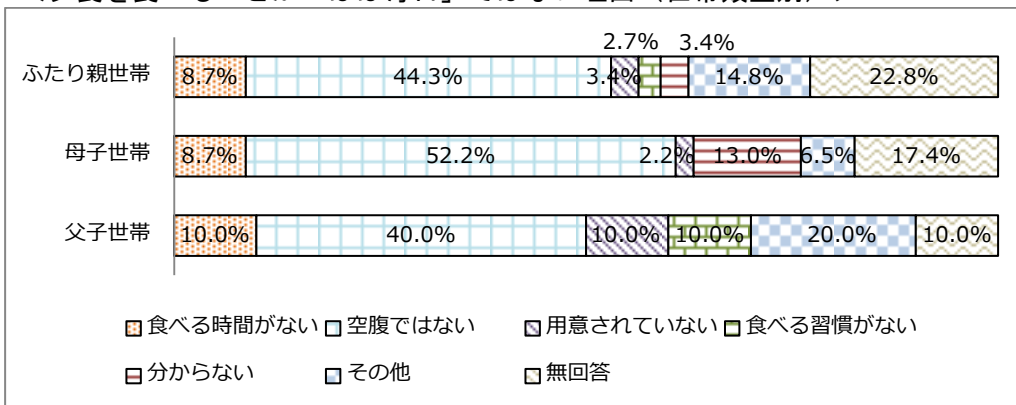 2.7% 3.4%
ふたり親世帯 8.7% 44.3% 3.4% 14.8% 22.8%
母子世帯 8.7% 52.2% 2.2% 13.0% 6.5% 17.4%
父子世帯 10.0% 40.0% 10.0% 10.0% 20.0% 10.0%
食べる時間がない 空腹ではない 用意されていない 食べる習慣がない
分からない その他 無回答